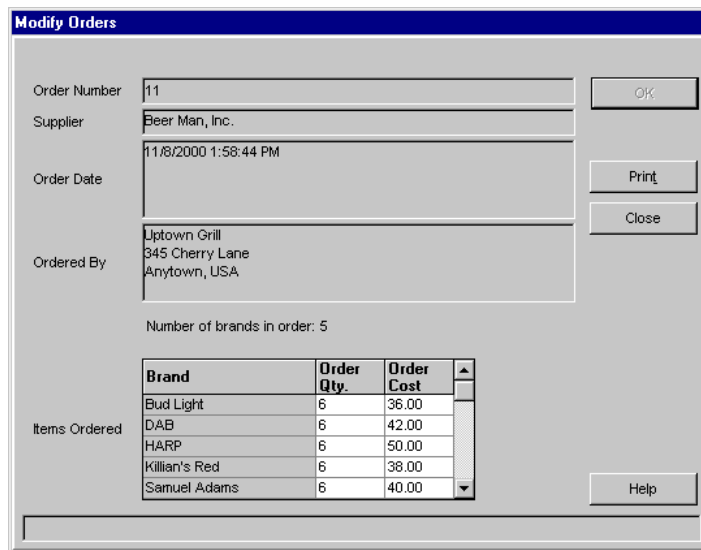 Modify Orders
Order Number 11 OK
Supplier Beer Man, Inc.
Order Date 11/8/2000 1:58:44 PM
Print
Close
Ordered By Uptown Grill
345 Cherry Lane
Anytown, USA
Number of brands in order: 5
Items Ordered
Brand Order Qty. Order Cost
Bud Light 6 36.00
DAB 6 42.00
HARP 6 50.00
Killian's Red 6 38.00
Samuel Adams 6 40.00
Help